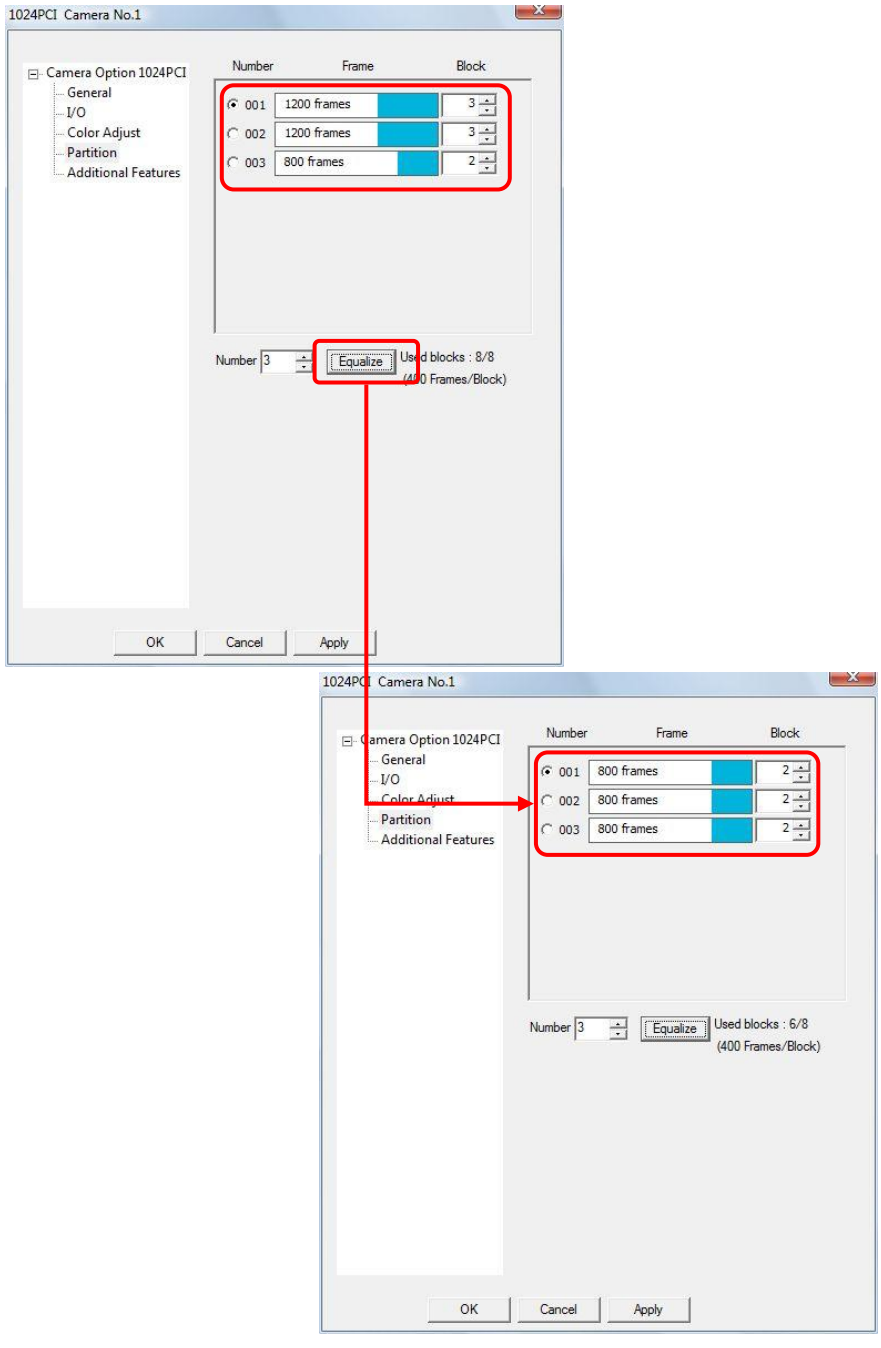 1024PCI Camera No.1
Number Frame Block
Camera Option 1024PCI
General
I/O
Color Adjust
Partition
Additional Features
001 1200 frames 3
002 1200 frames 3
003 800 frames 2
Number 3 Equalize Used blocks : 8/8
(400 Frames/Block)
OK Cancel Apply
1024PCI Camera No.1
Number Frame Block
Camera Option 1024PCI
General
I/O
Color Adjust
Partition
Additional Features
001 800 frames 2
002 800 frames 2
003 800 frames 2
Number 3 Equalize Used blocks : 6/8
(400 Frames/Block)
OK Cancel Apply